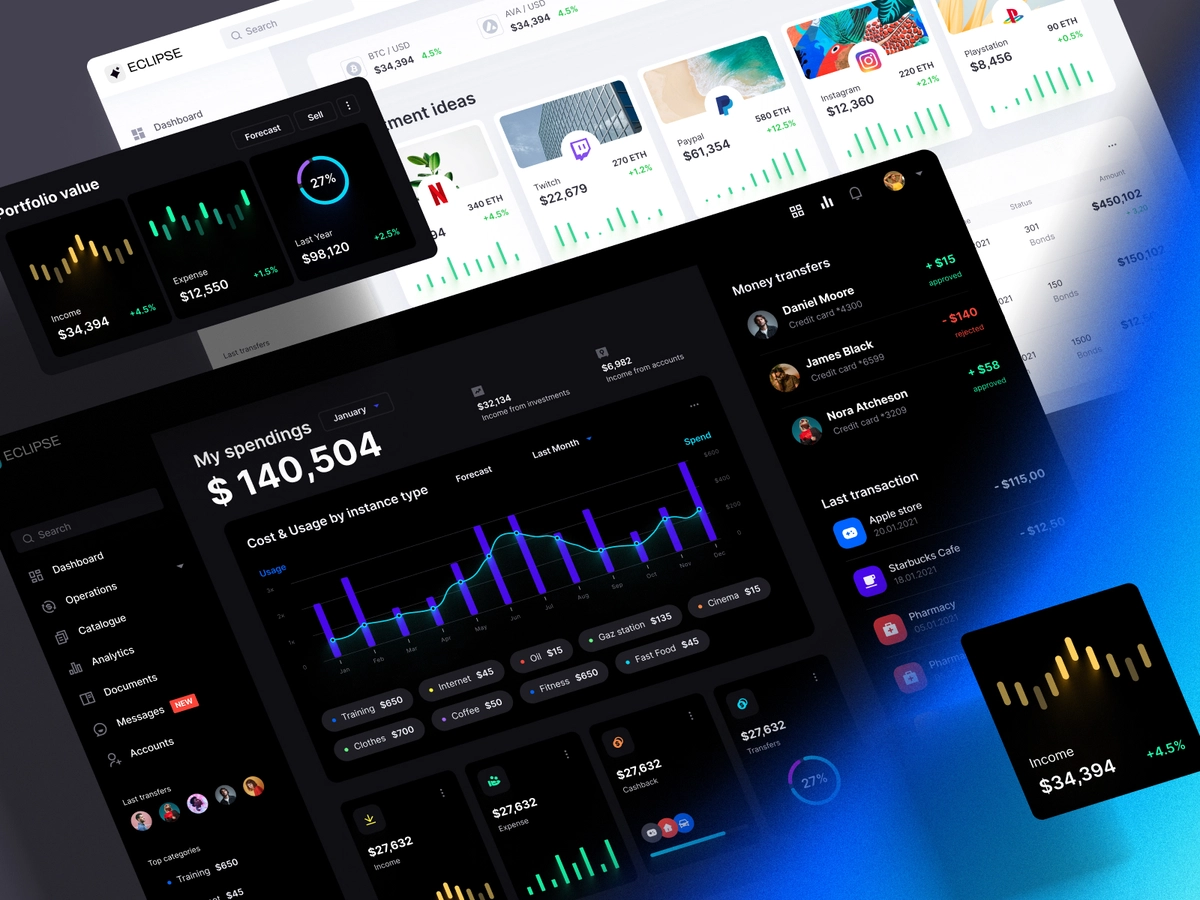 ECLIPSE
Search
BTC / USD
$34,394 4.5%
AVA / USD
$34,394 4.5%
Dashboard
ment ideas
340 ETH
+4.5%
Twitch
270 ETH
$22,679
+1.2%
Paypal
580 ETH
$61,354
+12.5%
Instagram
220 ETH
$12,360
+2.1%
Playstation
90 ETH
$8,456
+0.5%
Status
Amount
301
Bonds
$450,102
150
Bonds
$150,102
1500
Bonds
Last transfers
Portfolio value
Forecast
Sell
Income
$34,394
+4.5%
Expense
$12,550
+1.5%
27%
Last Year
$98,120
+2.5%
ECLIPSE
Search
Dashboard
Operations
Catalogue
Analytics
Documents
Messages NEW
Accounts
Last transfers
Top categories
Training $650
$45
My spendings
January
$ 140,504
$32,134
Income from investments
$6,982
Income from accounts
Cost & Usage by instance type
Forecast
Last Month
Usage
Spend
3x
2x
1x
0
$600
$400
$200
0
Jan
Feb
Mar
Apr
May
Jun
Jul
Aug
Sep
Oct
Nov
Dec
Training $650
Internet $45
Oil $15
Gaz station $135
Cinema $15
Clothes $700
Coffee $50
Fitness $650
Fast Food $45
$27,632
Income
$27,632
Expense
$27,632
Cashback
$27,632
Transfers
27%
Money transfers
Daniel Moore
Credit card *4300
+ $15
approved
James Black
Credit card *6599
- $140
rejected
Nora Atcheson
Credit card *3209
+ $58
approved
Last transaction
Apple store
20.01.2021
- $115,00
Starbucks Cafe
18.01.2021
- $12,50
Pharmacy
05.01.2021
Income
$34,394
+4.5%